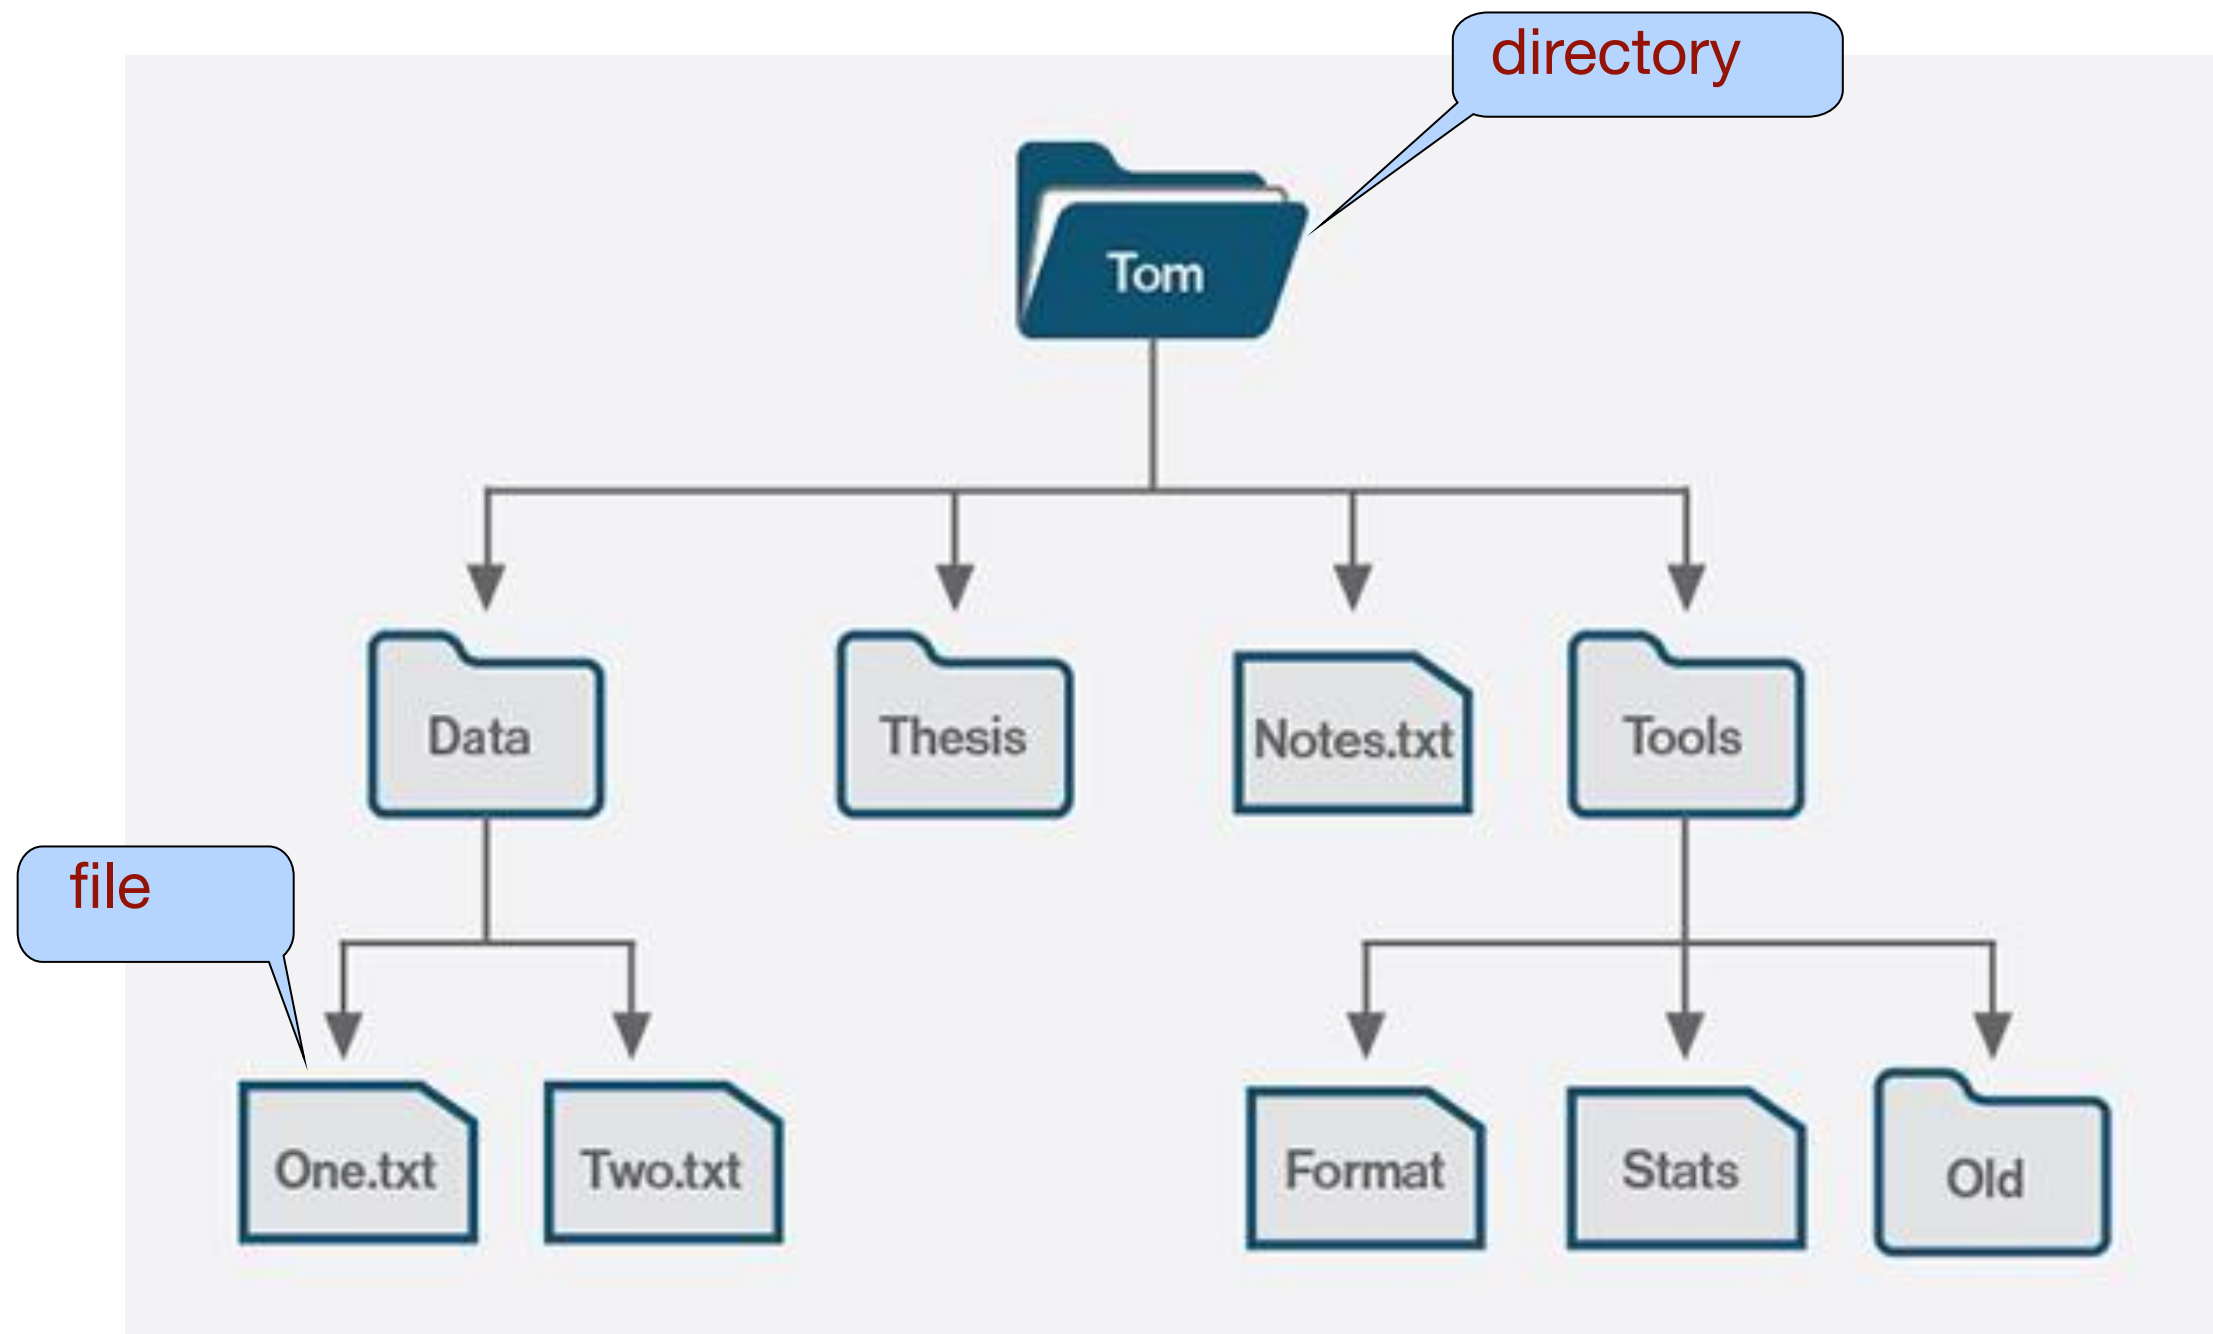 directory
Tom
Data
Thesis
Notes.txt
Tools
file
One.txt
Two.txt
Format
Stats
Old